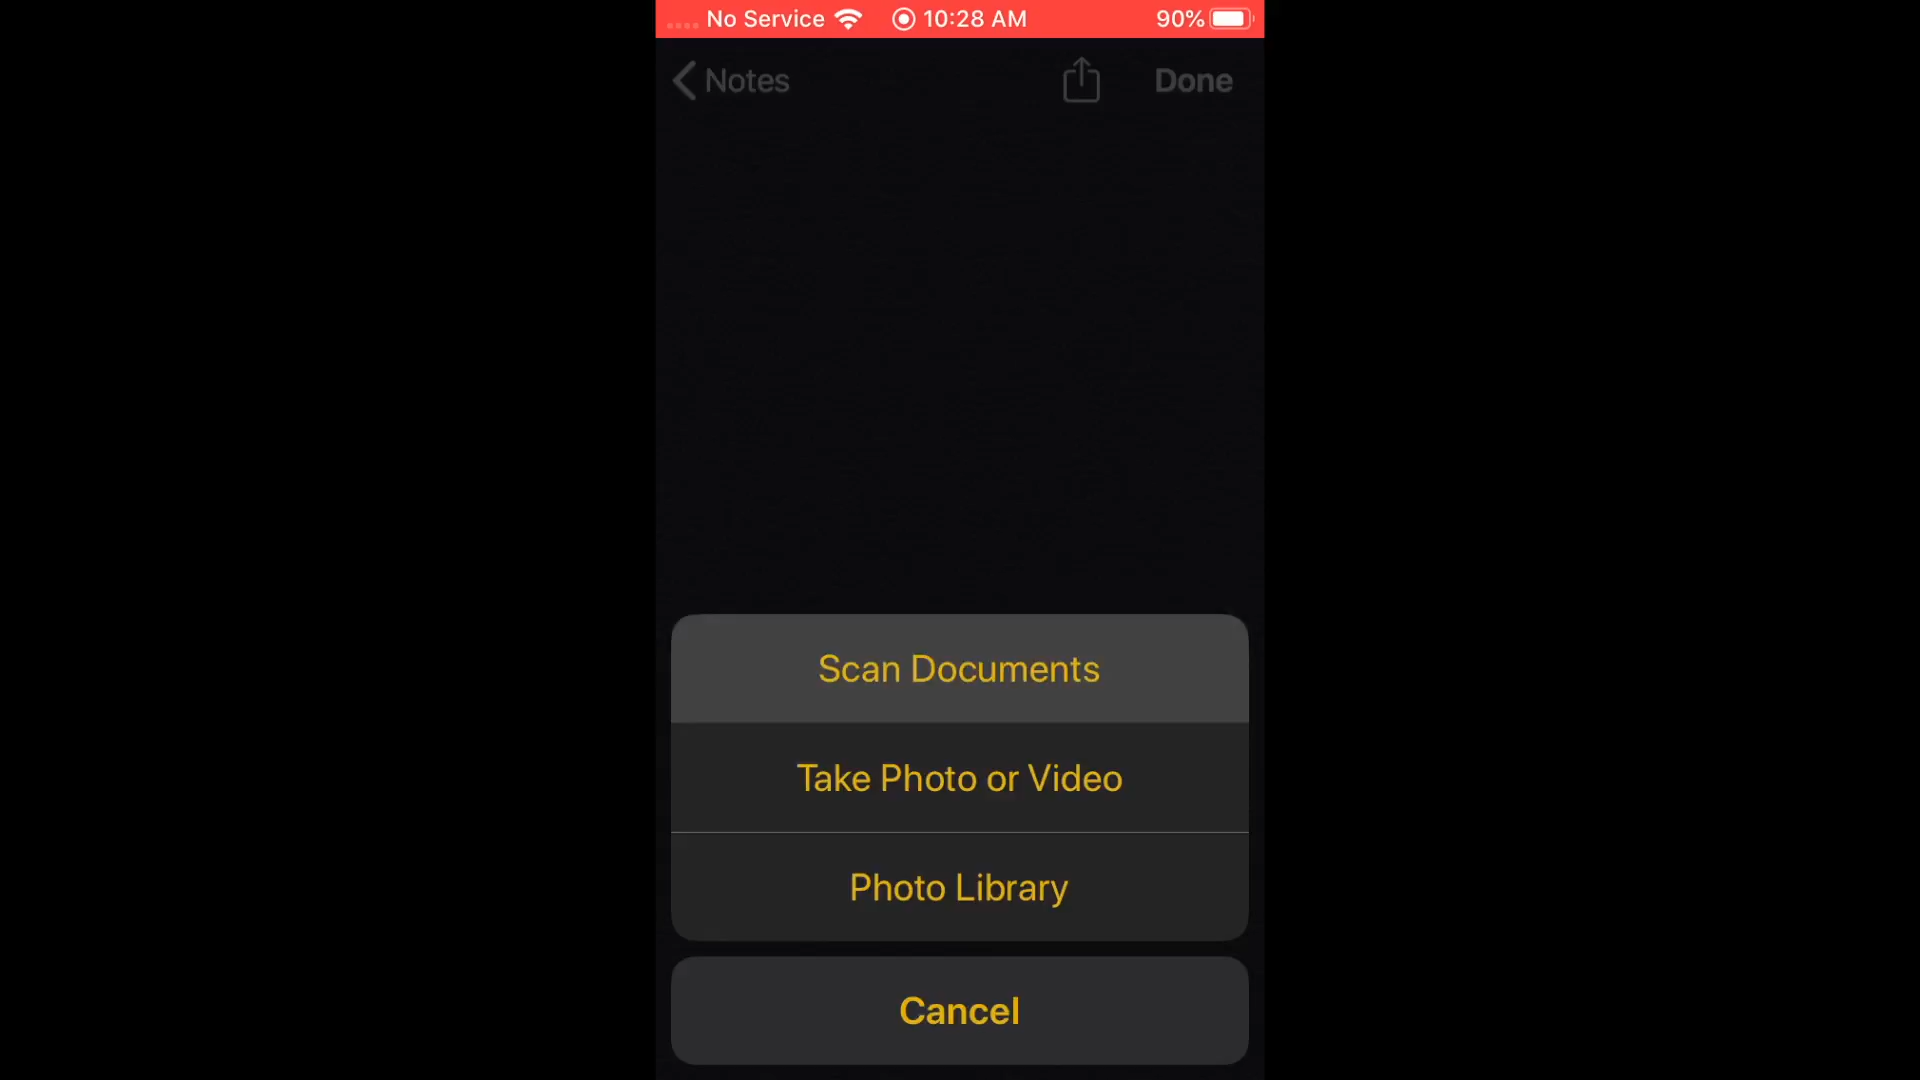 No Service 10:28 AM 90%
Notes Done
Scan Documents
Take Photo or Video
Photo Library
Cancel